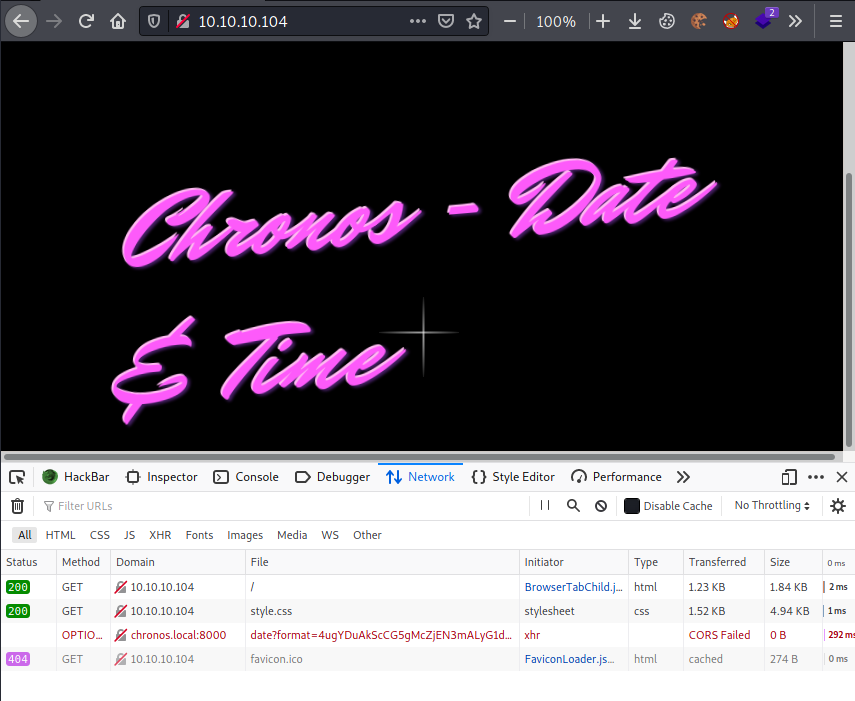 10.10.10.104 100% 2
Chronos - Date
& Time
HackBar Inspector Console Debugger Network {} Style Editor Performance
Filter URLs Disable Cache No Throttling
All HTML CSS JS XHR Fonts Images Media WS Other
Status Method Domain File Initiator Type Transferred Size 0 ms
200 GET 10.10.10.104 / BrowserTabChild.j... html 1.23 KB 1.84 KB 2 ms
200 GET 10.10.10.104 style.css stylesheet css 1.52 KB 4.94 KB 1 ms
OPTIO... chronos.local:8000 date?format=4ugYDuAkScCG5gMcZjEN3mALyG1d... xhr CORS Failed 0 B 292 ms
404 GET 10.10.10.104 favicon.ico FaviconLoader.js... html cached 274 B 0 ms